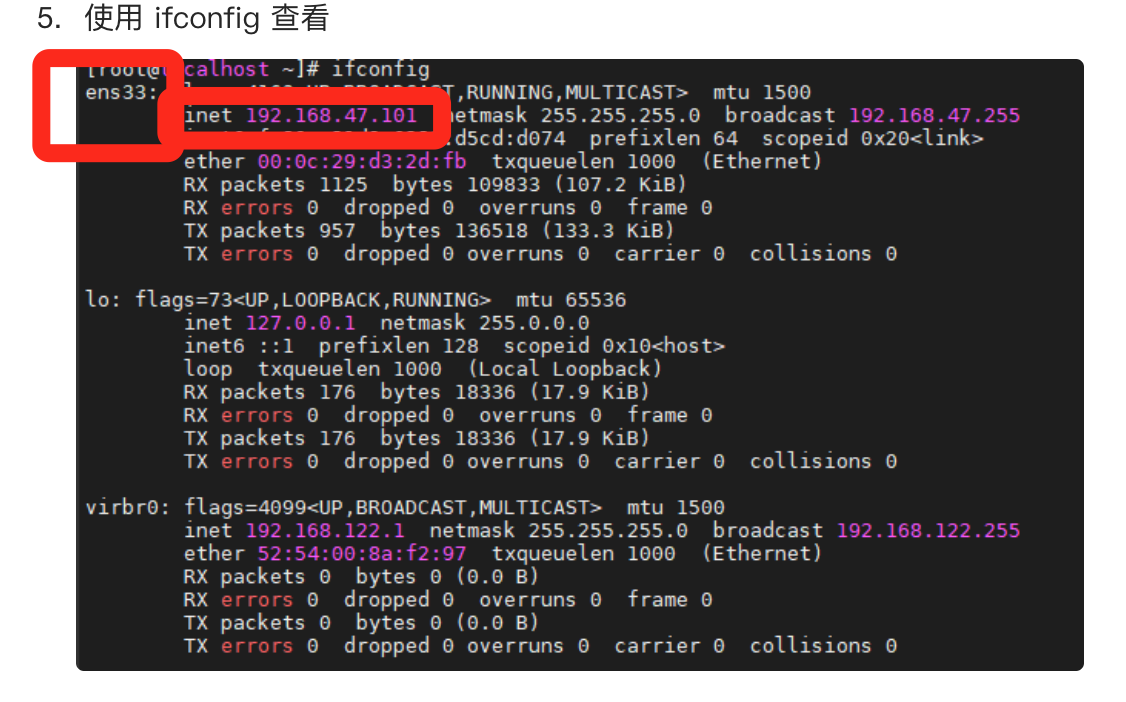 5. 使用 ifconfig 查看
[root@localhost ~]# ifconfig
ens33: UP,BROADCAST,RUNNING,MULTICAST> mtu 1500
inet 192.168.47.101 netmask 255.255.255.0 broadcast 192.168.47.255
:d5cd:d074 prefixlen 64 scopeid 0x20<link>
ether 00:0c:29:d3:2d:fb txqueuelen 1000 (Ethernet)
RX packets 1125 bytes 109833 (107.2 KiB)
RX errors 0 dropped 0 overruns 0 frame 0
TX packets 957 bytes 136518 (133.3 KiB)
TX errors 0 dropped 0 overruns 0 carrier 0 collisions 0
lo: flags=73<UP,LOOPBACK,RUNNING> mtu 65536
inet 127.0.0.1 netmask 255.0.0.0
inet6 ::1 prefixlen 128 scopeid 0x10<host>
loop txqueuelen 1000 (Local Loopback)
RX packets 176 bytes 18336 (17.9 KiB)
RX errors 0 dropped 0 overruns 0 frame 0
TX packets 176 bytes 18336 (17.9 KiB)
TX errors 0 dropped 0 overruns 0 carrier 0 collisions 0
virbr0: flags=4099<UP,BROADCAST,MULTICAST> mtu 1500
inet 192.168.122.1 netmask 255.255.255.0 broadcast 192.168.122.255
ether 52:54:00:8a:f2:97 txqueuelen 1000 (Ethernet)
RX packets 0 bytes 0 (0.0 B)
RX errors 0 dropped 0 overruns 0 frame 0
TX packets 0 bytes 0 (0.0 B)
TX errors 0 dropped 0 overruns 0 carrier 0 collisions 0